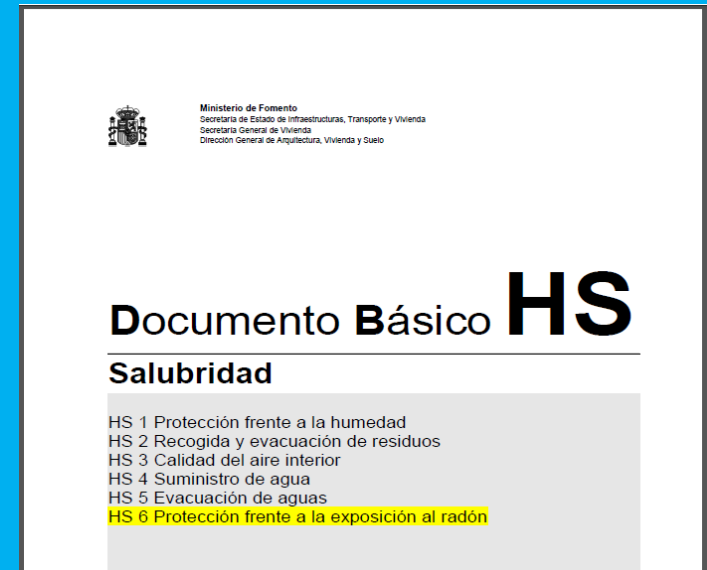 Ministerio de Fomento
Secretaría de Estado de Infraestructuras, Transporte y Vivienda
Secretaría General de Vivienda
Dirección General de Arquitectura, Vivienda y Suelo
Documento Básico HS
Salubridad
HS 1 Protección frente a la humedad
HS 2 Recogida y evacuación de residuos
HS 3 Calidad del aire interior
HS 4 Suministro de agua
HS 5 Evacuación de aguas
HS 6 Protección frente a la exposición al radón